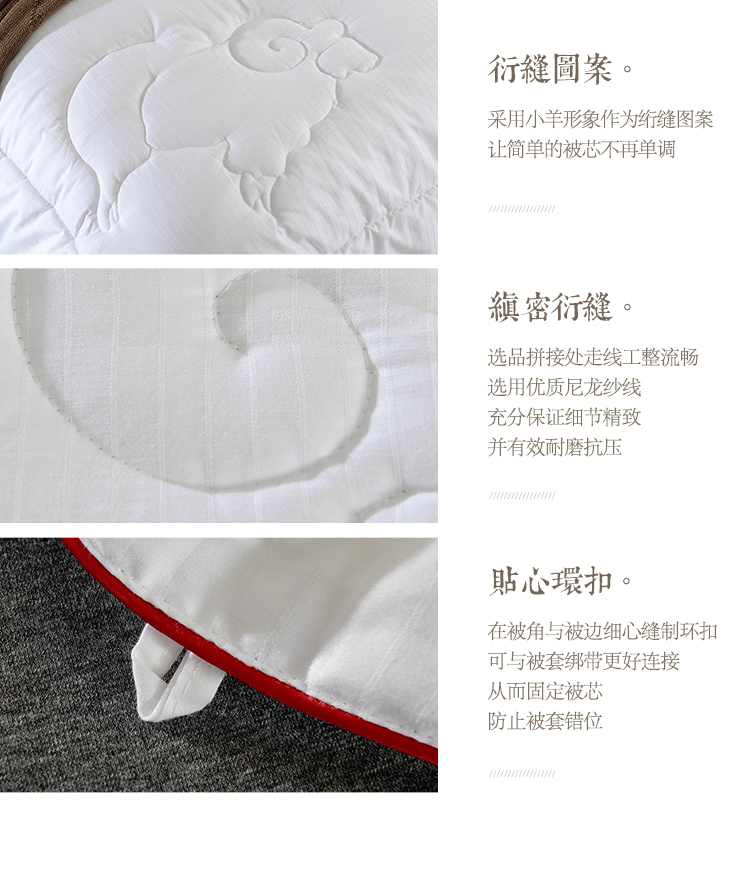 衍縫圖案。
采用小羊形象作为绗缝图案
让简单的被芯不再单调
縝密衍縫。
选品拼接处走线工整流畅
选用优质尼龙纱线
充分保证细节精致
并有效耐磨抗压
貼心環扣。
在被角与被边细心缝制环扣
可与被套绑带更好连接
从而固定被芯
防止被套错位